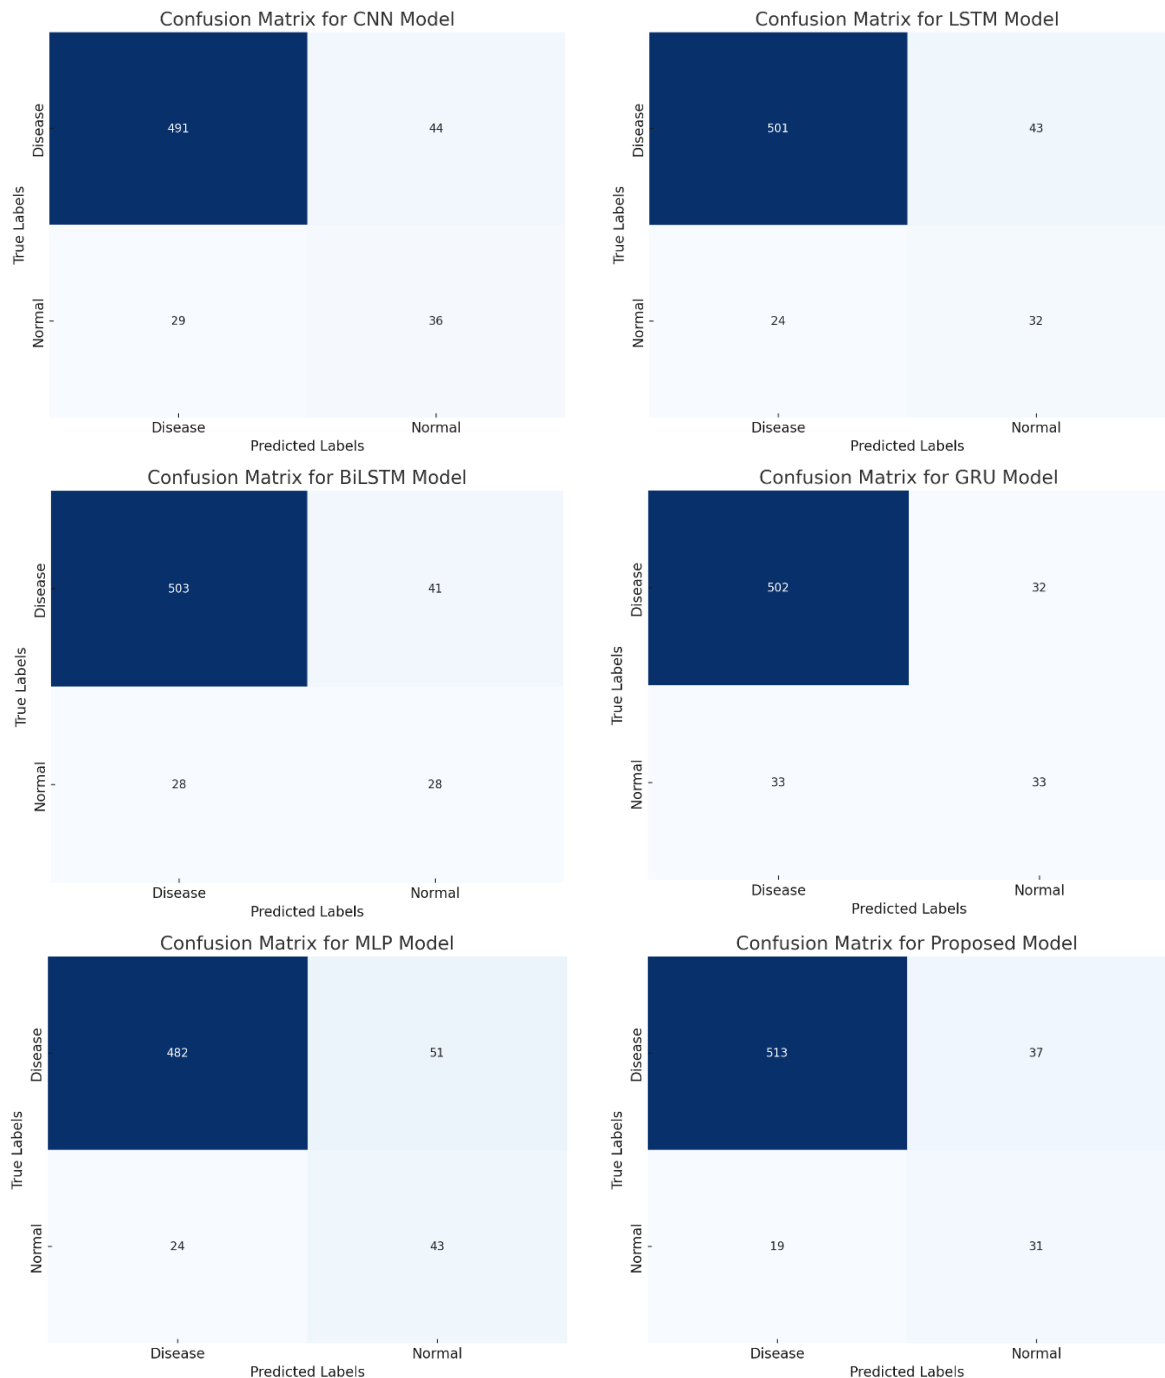 Confusion Matrix for CNN Model
True Labels
Disease
491
44
Normal
29
36
Disease
Normal
Predicted Labels
Confusion Matrix for LSTM Model
True Labels
Disease
501
43
Normal
24
32
Disease
Normal
Predicted Labels
Confusion Matrix for BiLSTM Model
True Labels
Disease
503
41
Normal
28
28
Disease
Normal
Predicted Labels
Confusion Matrix for GRU Model
True Labels
Disease
502
32
Normal
33
33
Disease
Normal
Predicted Labels
Confusion Matrix for MLP Model
True Labels
Disease
482
51
Normal
24
43
Disease
Normal
Predicted Labels
Confusion Matrix for Proposed Model
True Labels
Disease
513
37
Normal
19
31
Disease
Normal
Predicted Labels